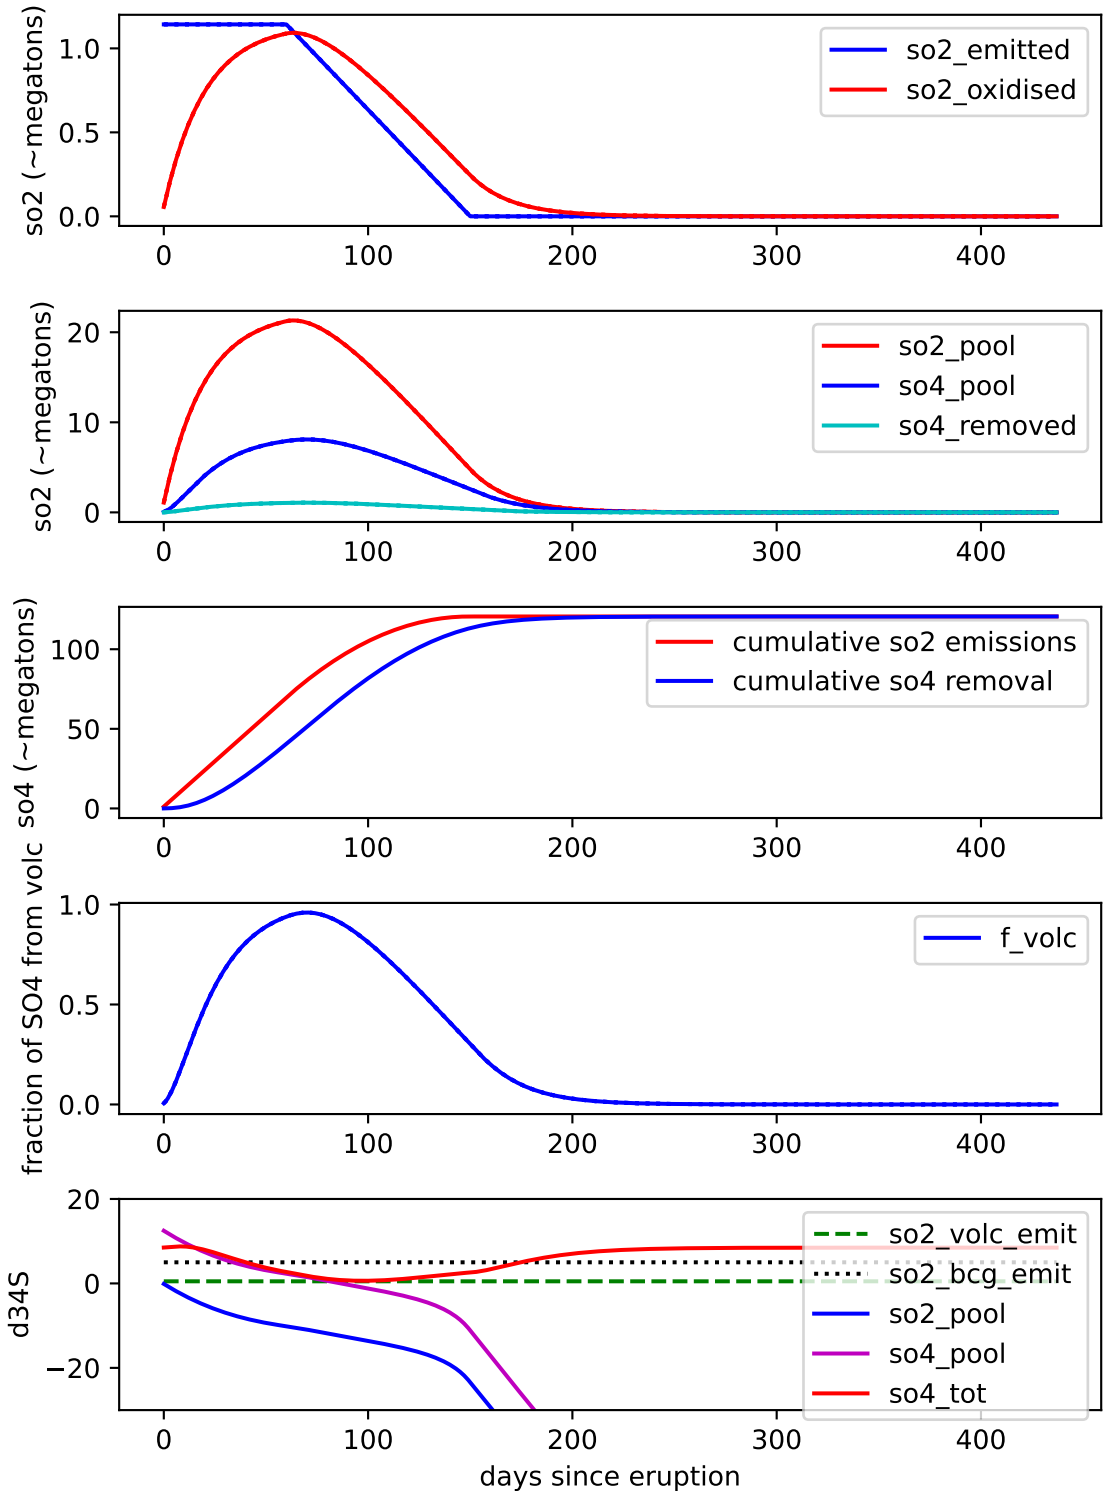 so2 (~megatons)
1.0
0.5
0.0
so2_emitted
so2_oxidised
0 100 200 300 400
so2 (~megatons)
20
10
0
so2_pool
so4_pool
so4_removed
0 100 200 300 400
so4 (~megatons)
100
50
0
cumulative so2 emissions
cumulative so4 removal
0 100 200 300 400
fraction of SO4 from volc
1.0
0.5
0.0
f_volc
0 100 200 300 400
d34S
20
0
−20
so2_volc_emit
so2_bcg_emit
so2_pool
so4_pool
so4_tot
0 100 200 300 400
days since eruption